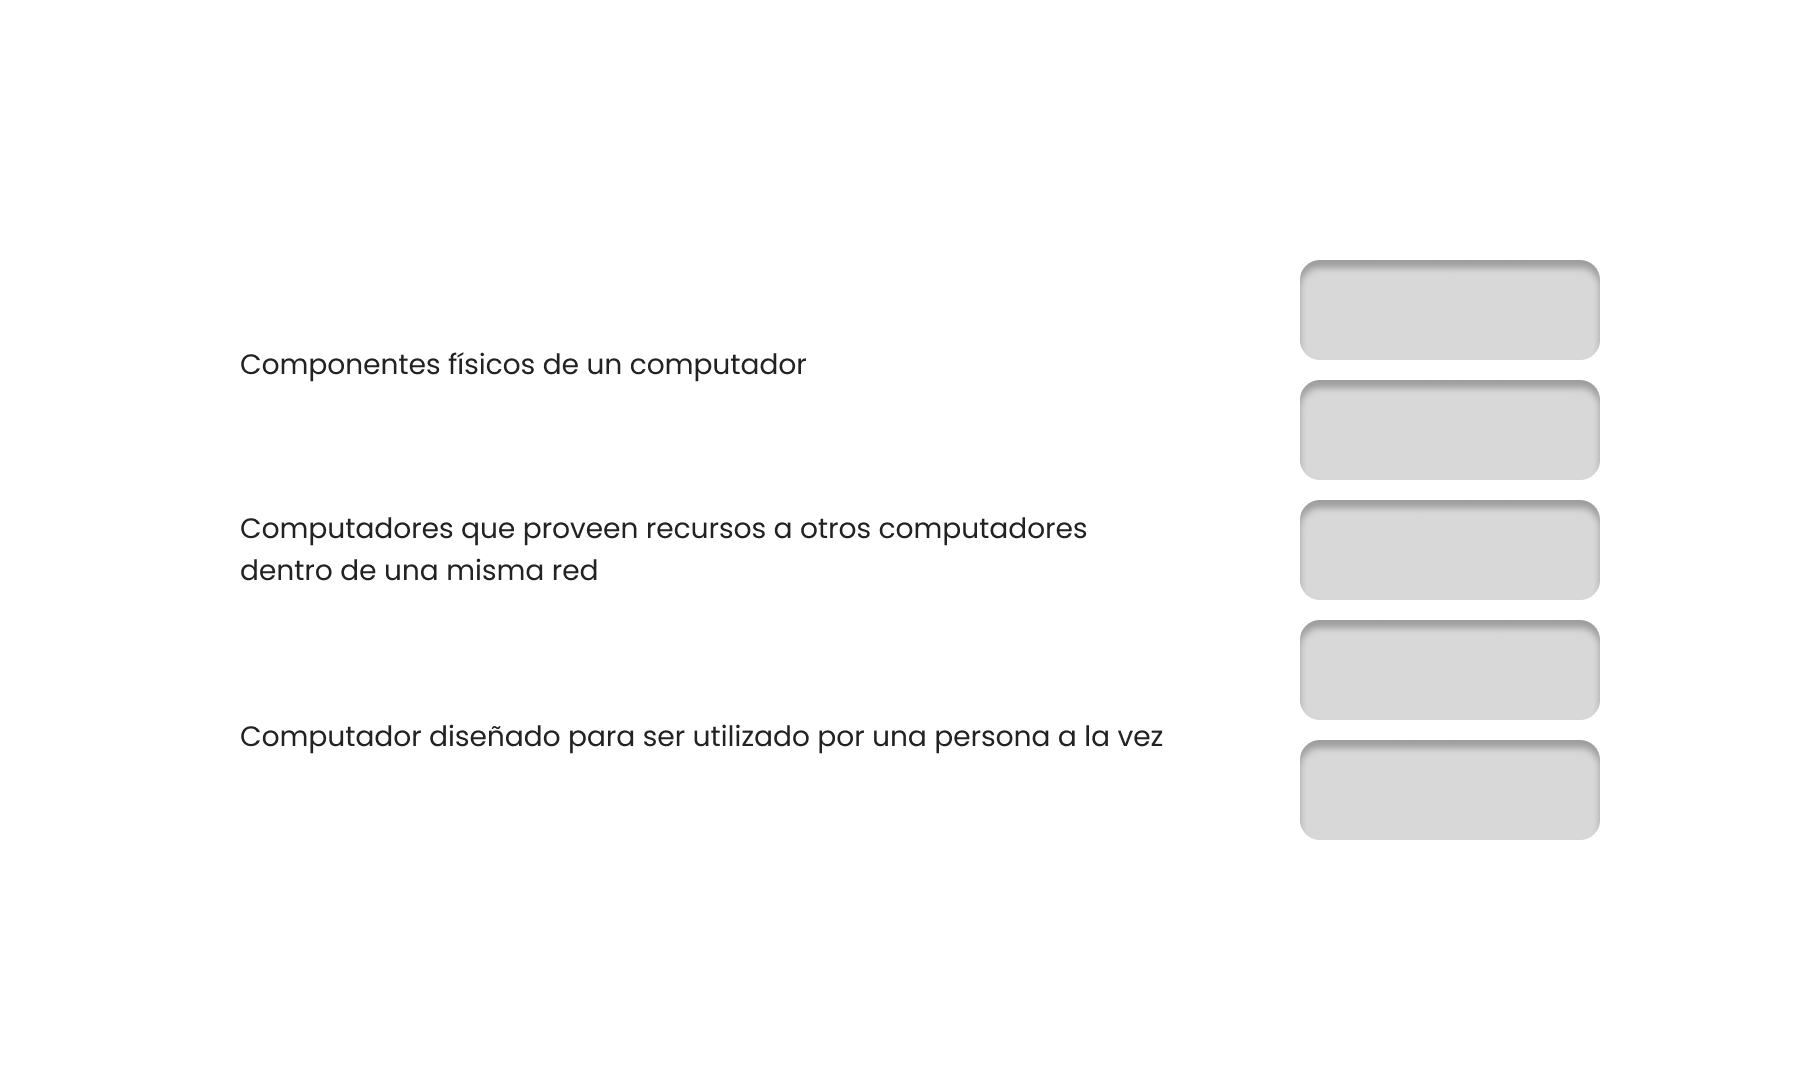 Componentes físicos de un computador
Computadores que proveen recursos a otros computadores
dentro de una misma red
Computador diseñado para ser utilizado por una persona a la vez